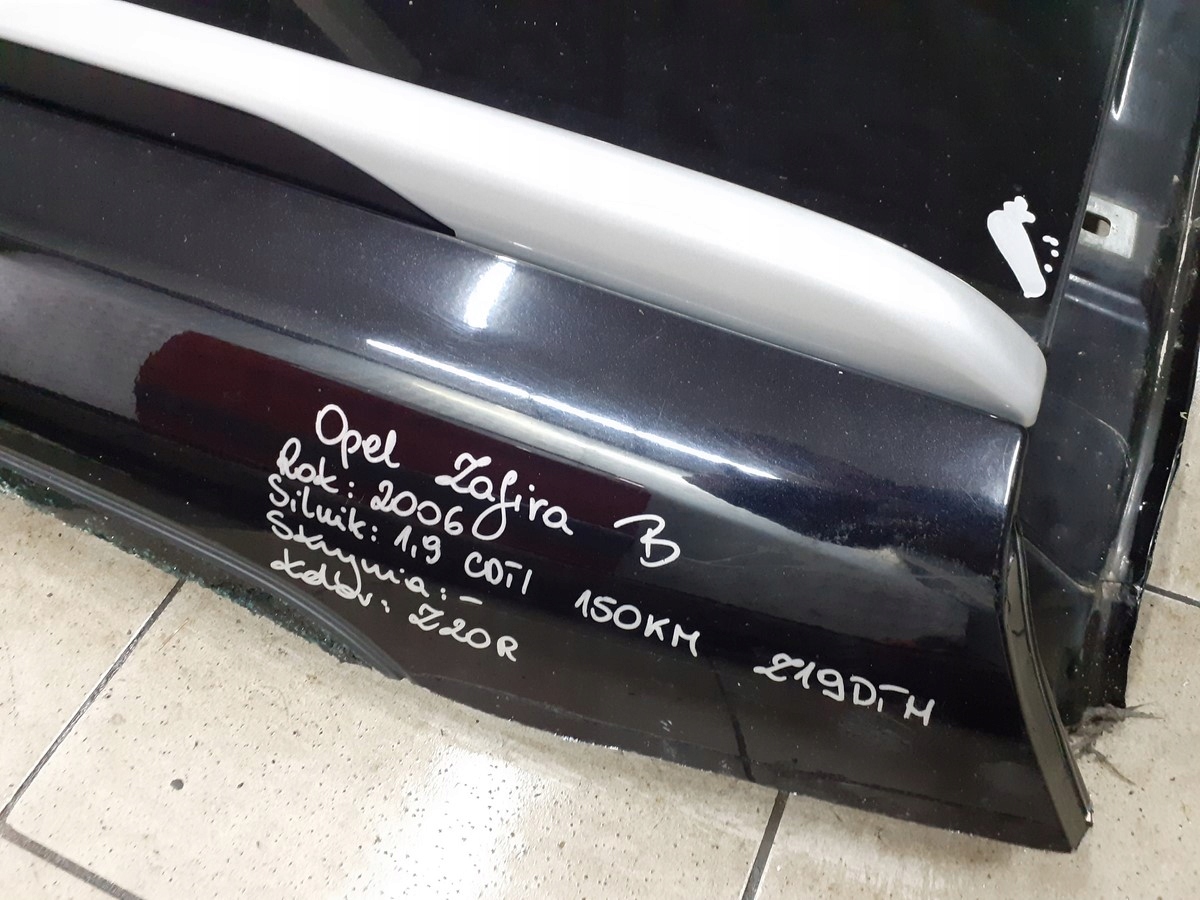 Opel Zafira B
Rok: 2006
Silnik: 1,9 CDTI 150KM Z19DTH
Skrzynia: -
Kolor: Z20R